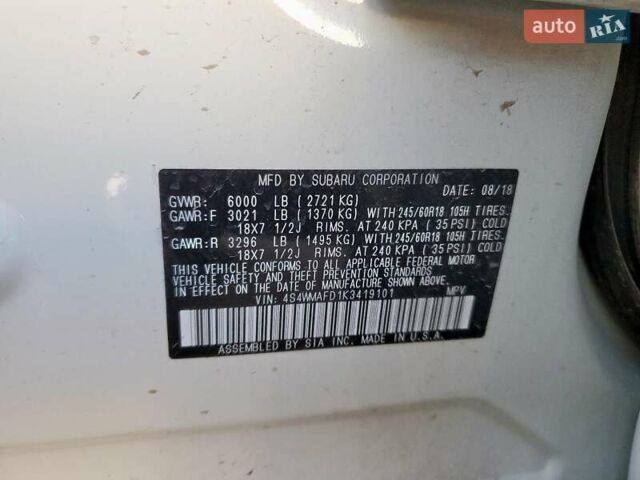 auto RIA
.com
MFD BY SUBARU CORPORATION
DATE: 08/18
GVWR: 6000 LB (2721 KG)
GAWR:F 3021 LB (1370 KG) WITH 245/60R18 105H TIRES.
18X7 1/2J RIMS. AT 240 KPA (35 PSI) COLD
GAWR:R 3296 LB (1495 KG) WITH 245/60R18 105H TIRES.
18X7 1/2J RIMS. AT 240 KPA (35 PSI) COLD
THIS VEHICLE CONFORMS TO ALL APPLICABLE FEDERAL MOTOR
VEHICLE SAFETY, BUMPER, AND THEFT PREVENTION STANDARDS
IN EFFECT ON THE DATE OF MANUFACTURE SHOWN ABOVE.
VIN: 4S4WMAFD1K3419101 MPV
ASSEMBLED BY SIA INC. MADE IN U.S.A.